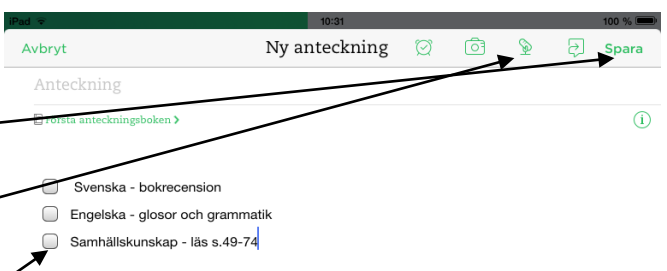 iPad 10:31 100 %
Avbryt Ny anteckning Spara
Anteckning
Första anteckningsboken
Svenska - bokrecension
Engelska - glosor och grammatik
Samhällskunskap - läs s.49-74